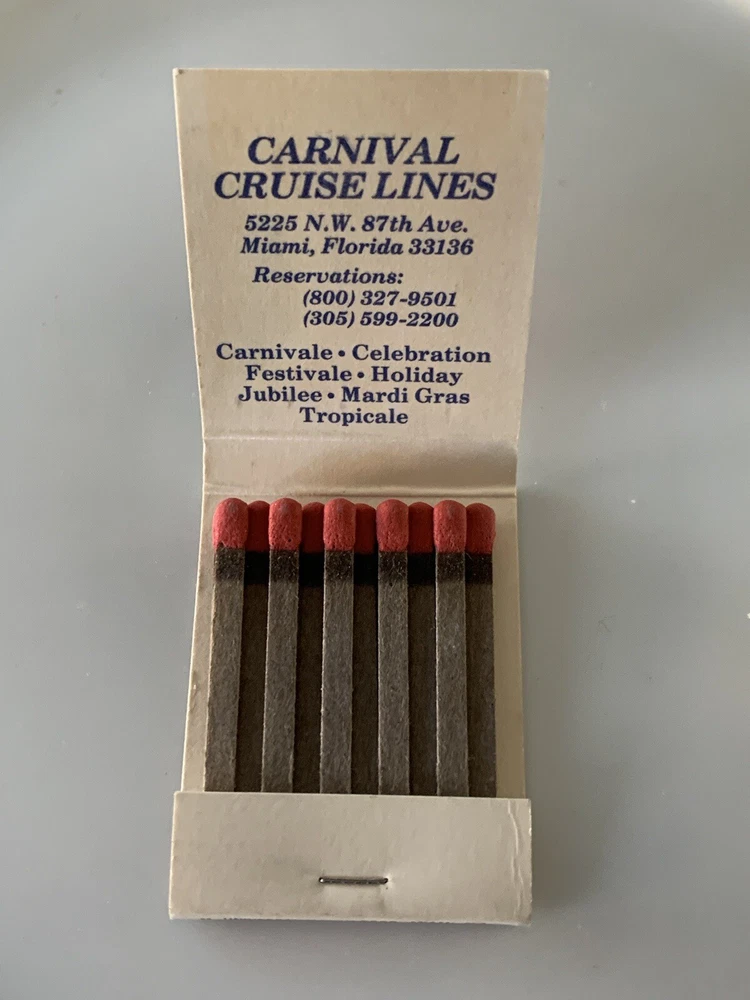 CARNIVAL
CRUISE LINES
5225 N.W. 87th Ave.
Miami, Florida 33136
Reservations:
(800) 327-9501
(305) 599-2200
Carnivale • Celebration
Festivale • Holiday
Jubilee • Mardi Gras
Tropicale